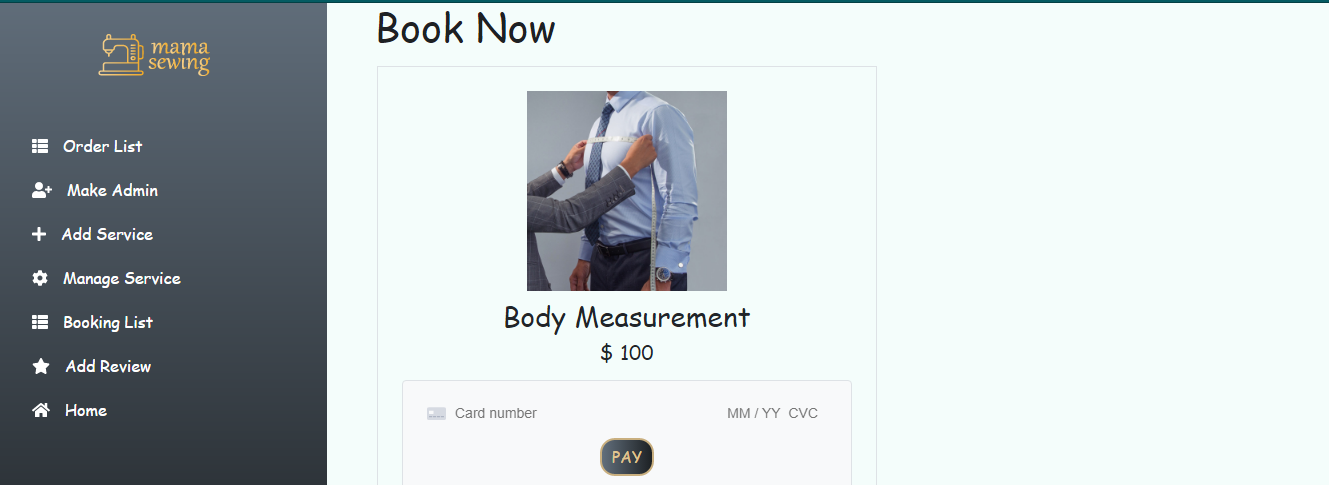 mama
sewing
Order List
Make Admin
Add Service
Manage Service
Booking List
Add Review
Home
Book Now
Body Measurement
$ 100
Card number MM / YY CVC
PAY